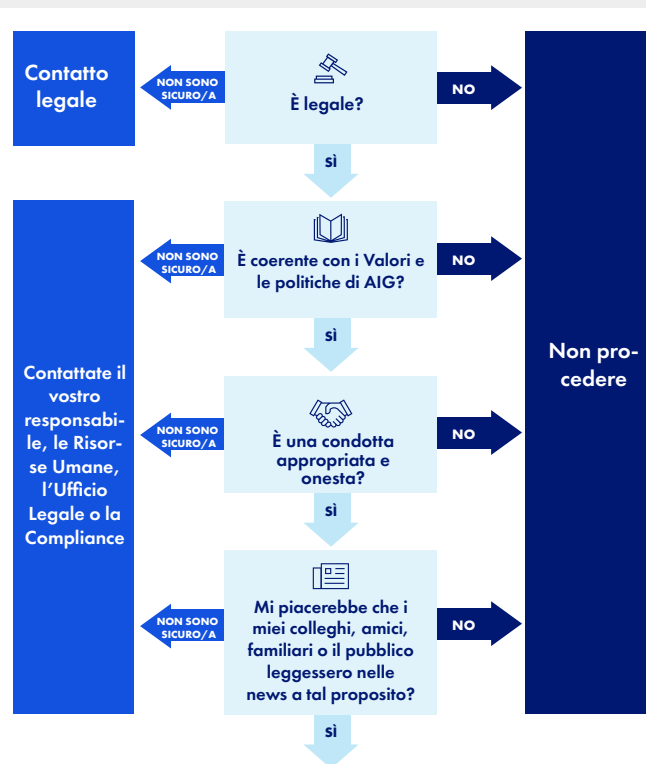 Contatto
legale
NON SONO
SICURO/A
È legale?
NO
SÌ
NON SONO
SICURO/A
È coerente con i Valori e
le politiche di AIG?
NO
SÌ
Contattate il
vostro
responsabi-
le, le Risor-
se Umane,
l’Ufficio
Legale o la
Compliance
NON SONO
SICURO/A
È una condotta
appropriata e
onesta?
NO
SÌ
NON SONO
SICURO/A
Mi piacerebbe che i
miei colleghi, amici,
familiari o il pubblico
leggessero nelle
news a tal proposito?
NO
SÌ
Non pro-
cedere